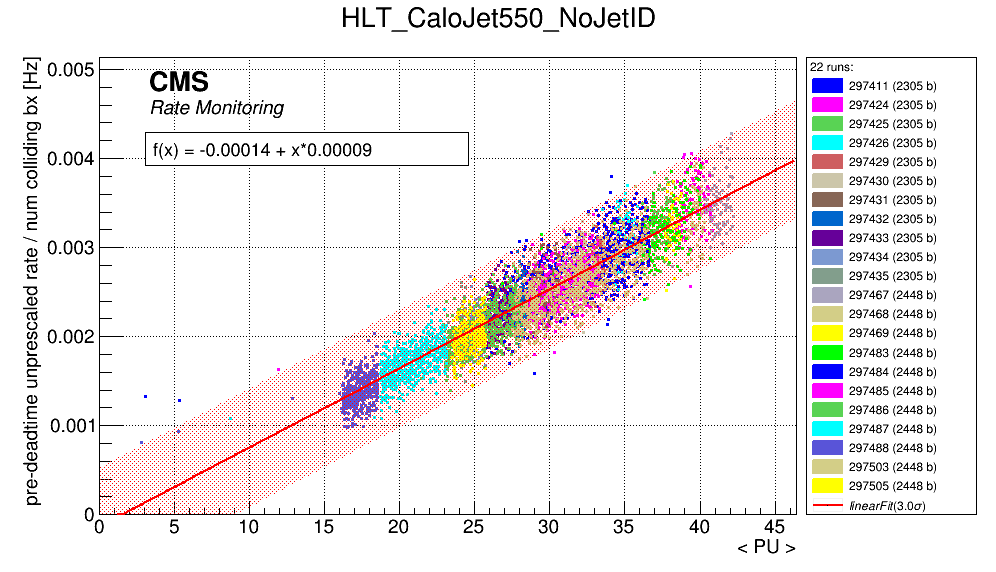 HLT_CaloJet550_NoJetID
pre-deadtime unprescaled rate / num colliding bx [Hz]
0.005
0.004
0.003
0.002
0.001
0
CMS
Rate Monitoring
f(x) = -0.00014 + x*0.00009
0 5 10 15 20 25 30 35 40 45
< PU >
22 runs:
297411 (2305 b)
297424 (2305 b)
297425 (2305 b)
297426 (2305 b)
297429 (2305 b)
297430 (2305 b)
297431 (2305 b)
297432 (2305 b)
297433 (2305 b)
297434 (2305 b)
297435 (2305 b)
297467 (2448 b)
297468 (2448 b)
297469 (2448 b)
297483 (2448 b)
297484 (2448 b)
297485 (2448 b)
297486 (2448 b)
297487 (2448 b)
297488 (2448 b)
297503 (2448 b)
297505 (2448 b)
linearFit(3.0σ)